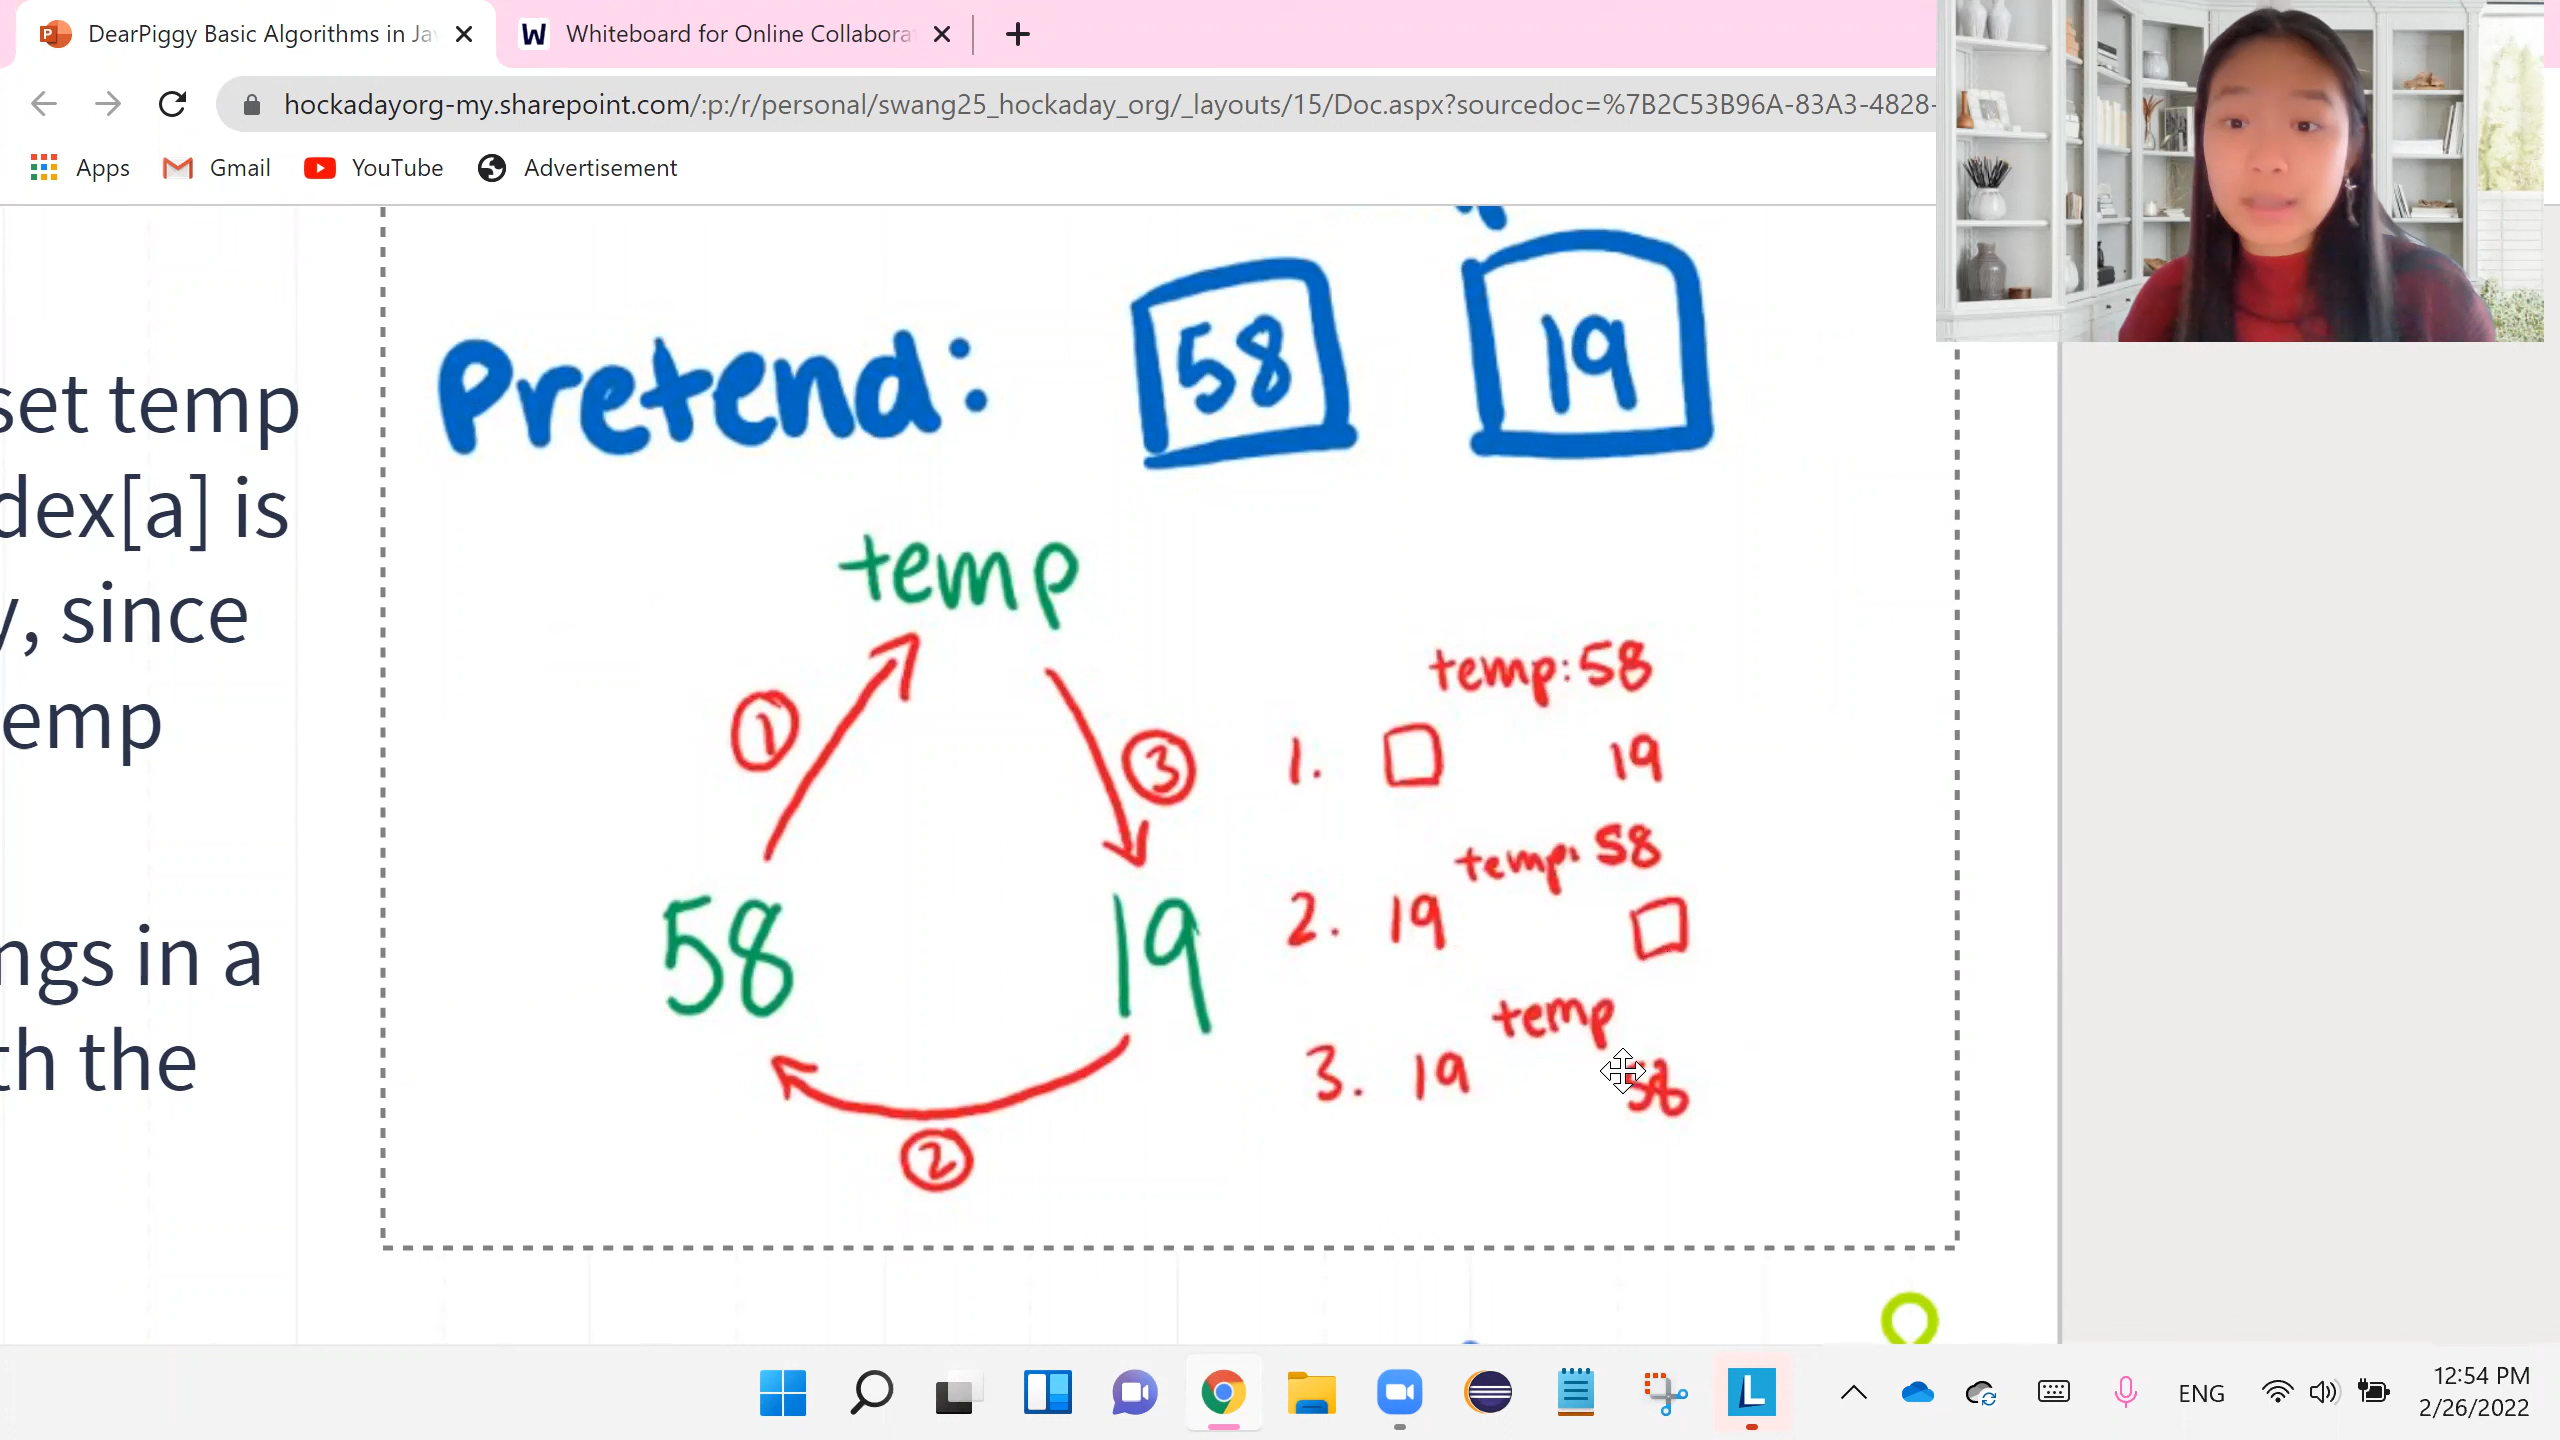 DearPiggy Basic Algorithms in Ja
Whiteboard for Online Collabora
hockadayorg-my.sharepoint.com/:p:/r/personal/swang25_hockaday_org/_layouts/15/Doc.aspx?sourcedoc=%7B2C53B96A-83A3-4828-
Apps Gmail YouTube Advertisement
set temp
dex[a] is
y, since
emp
ngs in a
th the
Pretend: 58 19
temp
1
3
58 19
2
temp: 58
1. 19
temp: 58
2. 19
temp
3. 19 58
ENG
12:54 PM
2/26/2022